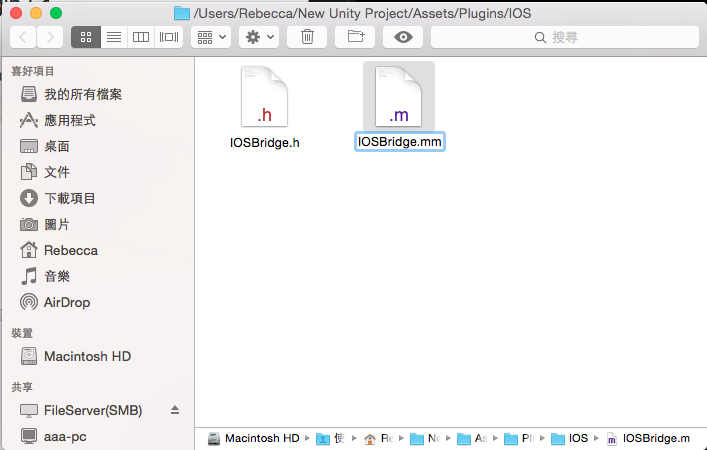 /Users/Rebecca/New Unity Project/Assets/Plugins/IOS
搜尋
喜好項目
我的所有檔案
應用程式
桌面
文件
下載項目
圖片
Rebecca
音樂
AirDrop
裝置
Macintosh HD
共享
FileServer(SMB)
aaa-pc
.h
IOSBridge.h
.m
IOSBridge.mm
Macintosh HD 使 Re Ne As Plu IOS IOSBridge.m